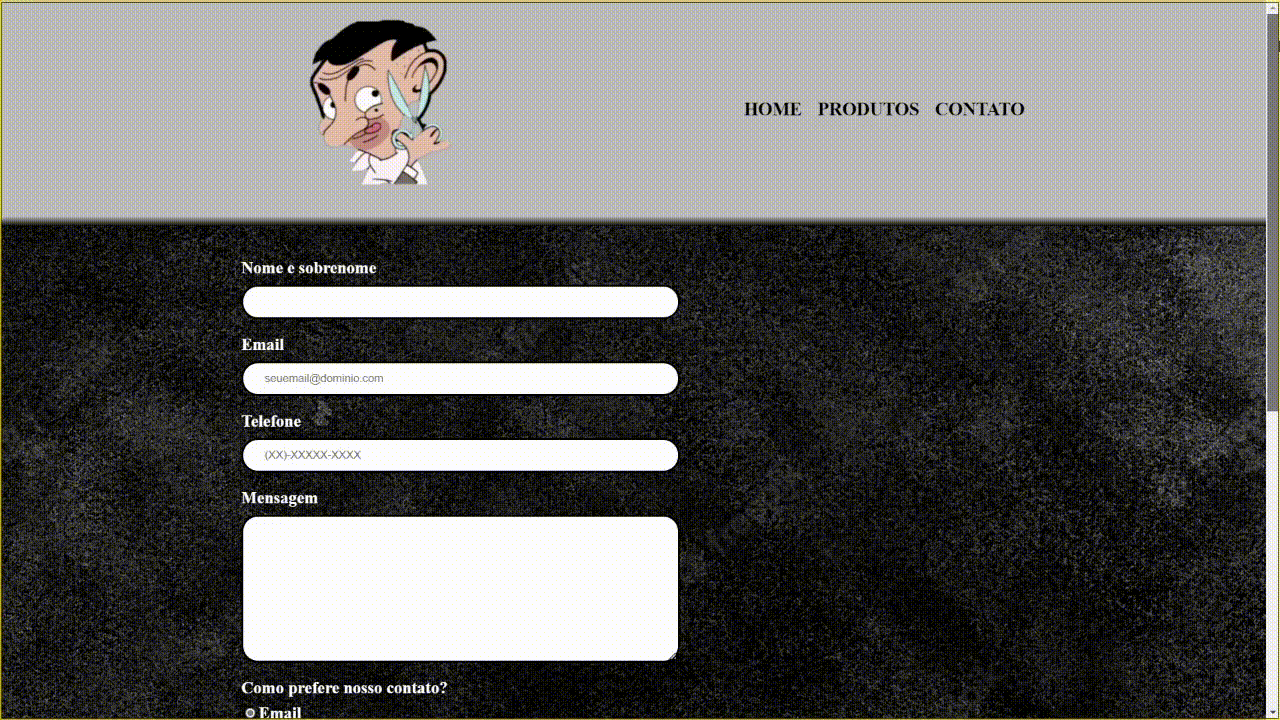 HOME PRODUTOS CONTATO
Nome e sobrenome
Email
seuemail@dominio.com
Telefone
(XX)-XXXXX-XXXX
Mensagem
Como prefere nosso contato?
Email